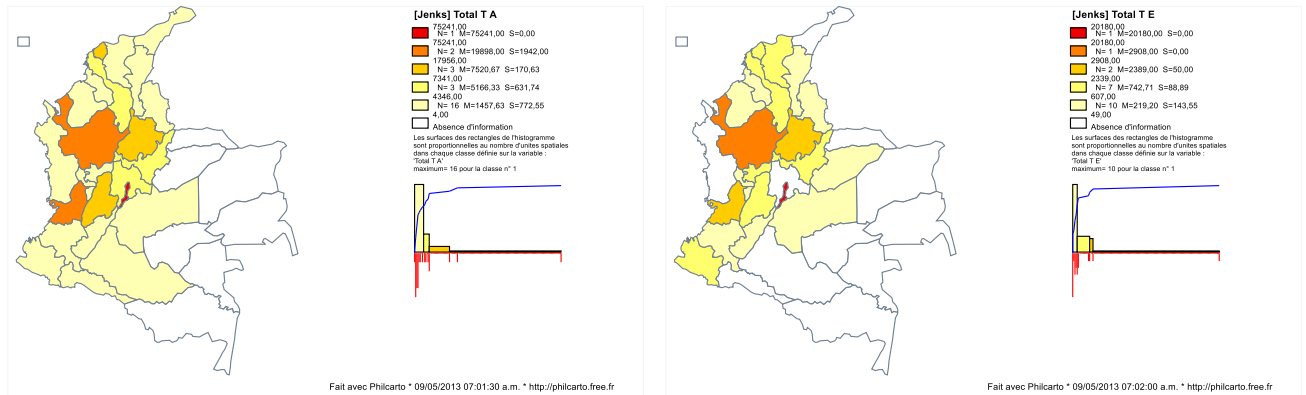 [Jenks] Total T A
75241,00
N= 1 M=75241,00 S=0,00
75241,00
N= 2 M=19898,00 S=1942,00
17956,00
N= 3 M=7520,67 S=170,63
7341,00
N= 3 M=5166,33 S=631,74
4346,00
N= 16 M=1457,63 S=772,55
4,00
Absence d'information
Les surfaces des rectangles de l'histogramme
sont proportionnelles au nombre d'unites spatiales
dans chaque classe définie sur la variable :
'Total T A'
maximum= 16 pour la classe n° 1
Fait avec Philcarto * 09/05/2013 07:01:30 a.m. * http://philcarto.free.fr
[Jenks] Total T E
20180,00
N= 1 M=20180,00 S=0,00
20180,00
N= 1 M=2908,00 S=0,00
2908,00
N= 2 M=2389,00 S=50,00
2339,00
N= 7 M=742,71 S=88,89
607,00
N= 10 M=219,20 S=143,55
49,00
Absence d'information
Les surfaces des rectangles de l'histogramme
sont proportionnelles au nombre d'unites spatiales
dans chaque classe définie sur la variable :
'Total T E'
maximum= 10 pour la classe n° 1
Fait avec Philcarto * 09/05/2013 07:02:00 a.m. * http://philcarto.free.fr